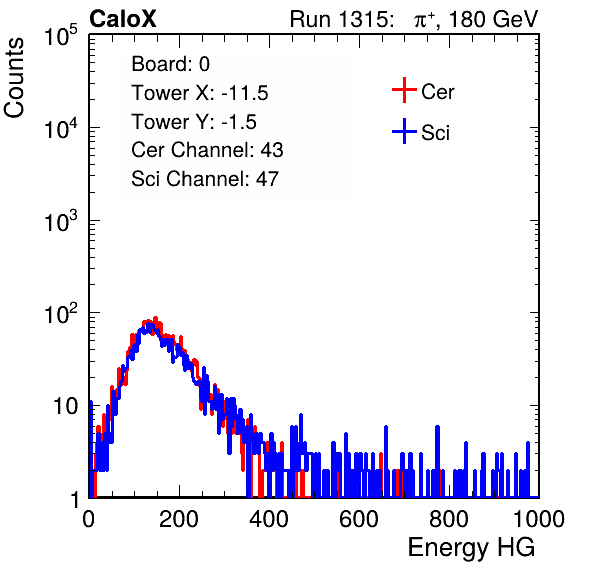 CaloX Run 1315: π⁺, 180 GeV
Counts
10⁵
10⁴
10³
10²
10
1
Board: 0
Tower X: -11.5
Tower Y: -1.5
Cer Channel: 43
Sci Channel: 47
Cer
Sci
0 200 400 600 800 1000
Energy HG